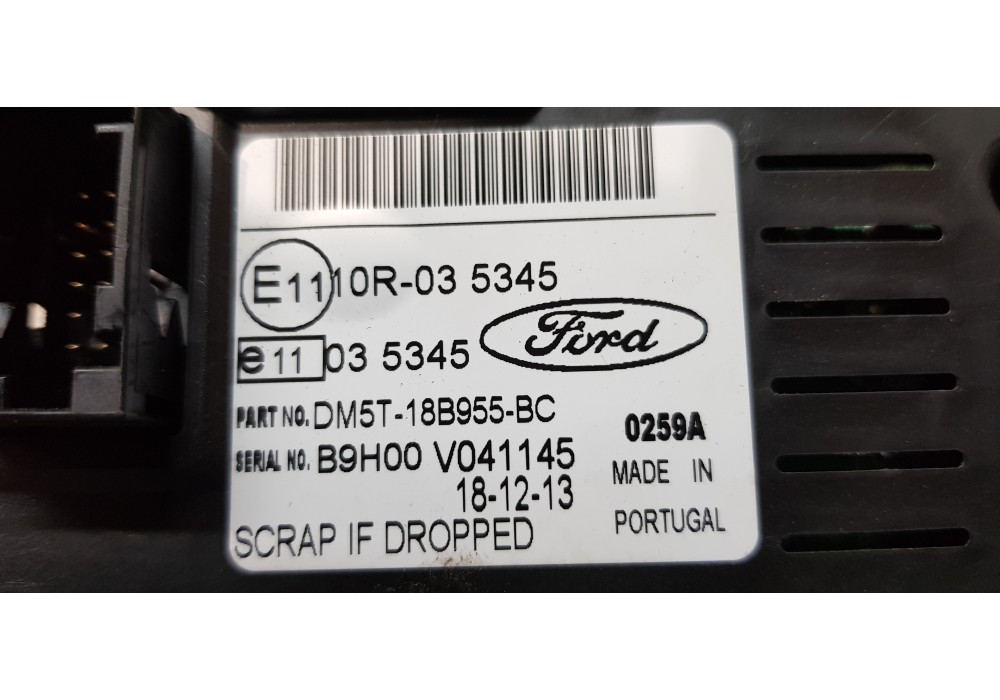 E11 10R-03 5345
Ford
e11 03 5345
PART NO. DM5T-18B955-BC
0259A
SERIAL NO. B9H00 V041145
MADE IN
18-12-13
PORTUGAL
SCRAP IF DROPPED